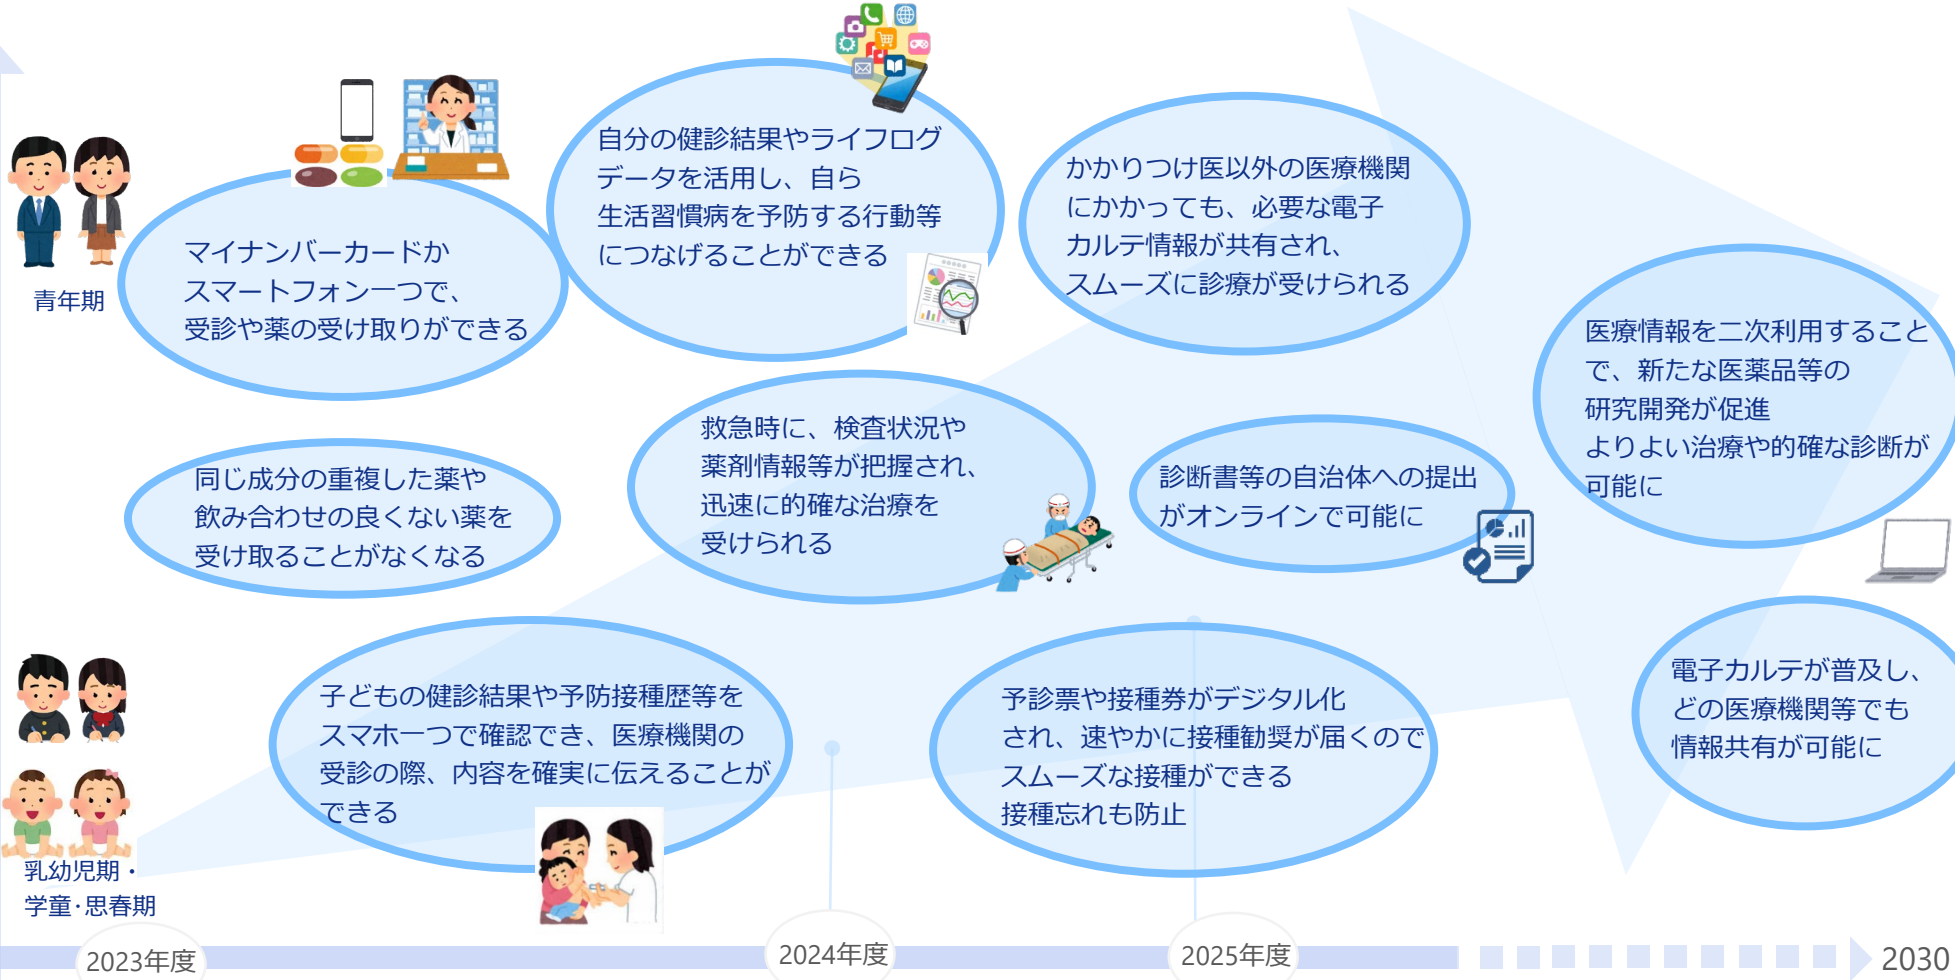 自分の健診結果やライフログ
データを活用し、自ら
生活習慣病を予防する行動等
につなげることができる
かかりつけ医以外の医療機関
にかかっても、必要な電子
カルテ情報が共有され、
スムーズに診療が受けられる
マイナンバーカードか
スマートフォン一つで、
受診や薬の受け取りができる
青年期
医療情報を二次利用すること
で、新たな医薬品等の
研究開発が促進
よりよい治療や的確な診断が
可能に
救急時に、検査状況や
薬剤情報等が把握され、
迅速に的確な治療を
受けられる
診断書等の自治体への提出
がオンラインで可能に
同じ成分の重複した薬や
飲み合わせの良くない薬を
受け取ることがなくなる
子どもの健診結果や予防接種歴等を
スマホ一つで確認でき、医療機関の
受診の際、内容を確実に伝えることが
できる
予診票や接種券がデジタル化
され、速やかに接種勧奨が届くので
スムーズな接種ができる
接種忘れも防止
電子カルテが普及し、
どの医療機関等でも
情報共有が可能に
乳幼児期・
学童･思春期
2023年度
2024年度
2025年度
2030